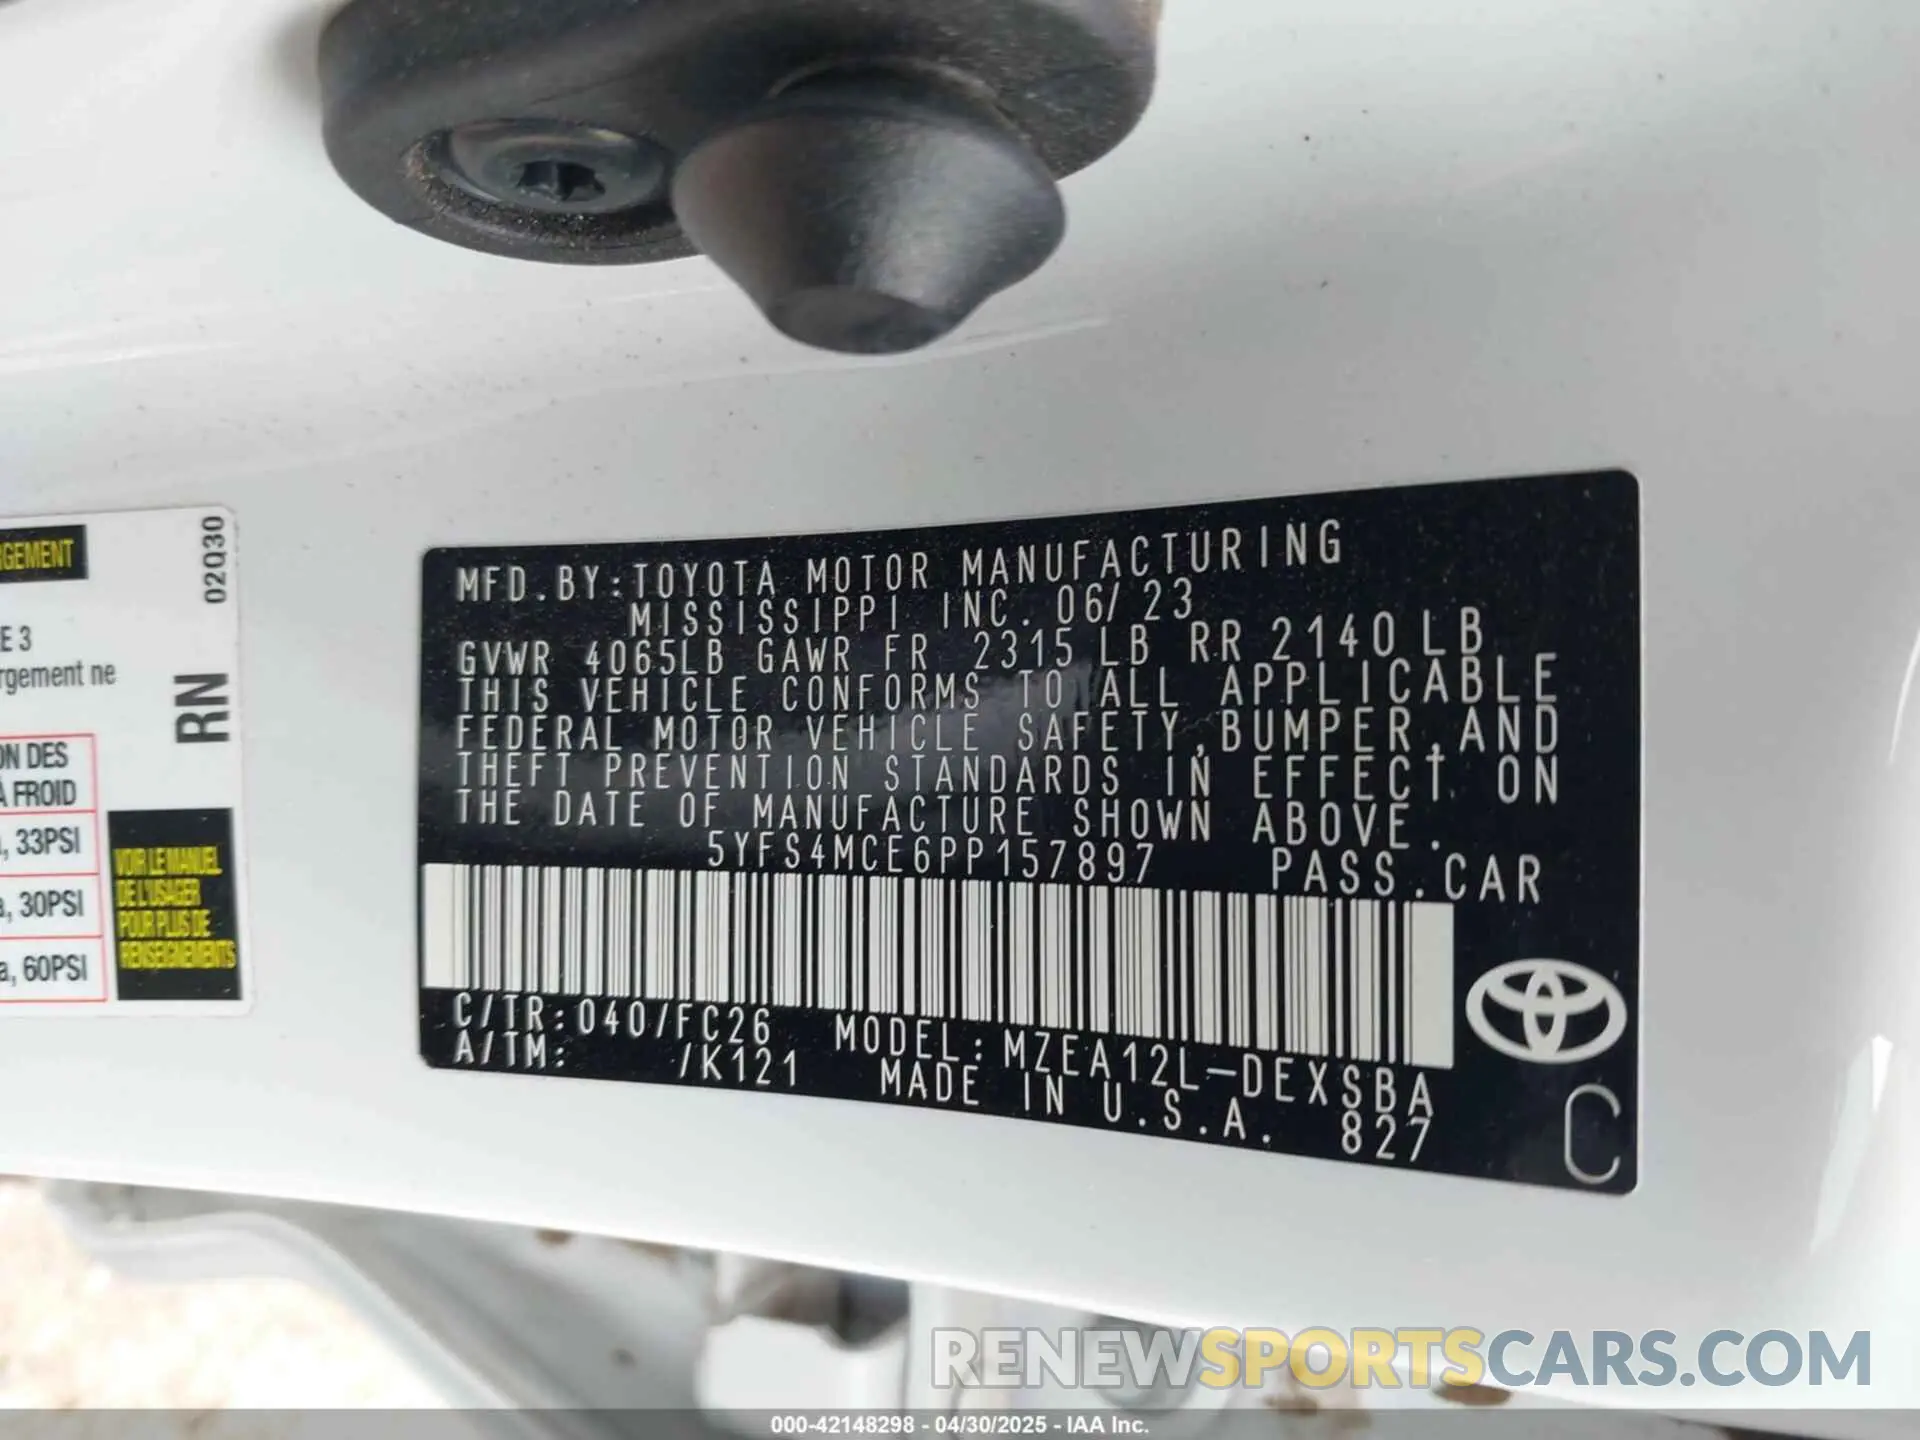 RGEMENT
02Q30
E 3
rgement ne
RN
ON DES
À FROID
, 33PSI
a, 30PSI
a, 60PSI
VOIR LE MANUEL
DE L'USAGER
POUR PLUS DE
RENSEIGNEMENTS
MFD.BY:TOYOTA MOTOR MANUFACTURING
MISSISSIPPI INC. 06/23
GVWR 4065LB GAWR FR 2315LB RR 2140LB
THIS VEHICLE CONFORMS TO ALL APPLICABLE
FEDERAL MOTOR VEHICLE SAFETY,BUMPER,AND
THEFT PREVENTION STANDARDS IN EFFECT ON
THE DATE OF MANUFACTURE SHOWN ABOVE.
5YFS4MCE6PP157897 PASS.CAR
C/TR:040/FC26 MODEL:MZEA12L-DEXSBA
A/TM: /K121 MADE IN U.S.A. 827
C
RENEWSPORTSCARS.COM
000-42148298 - 04/30/2025 - IAA Inc.